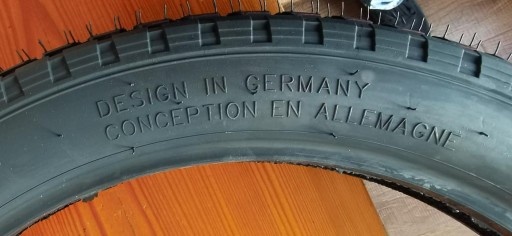 DESIGN IN GERMANY
CONCEPTION EN ALLEMAGNE